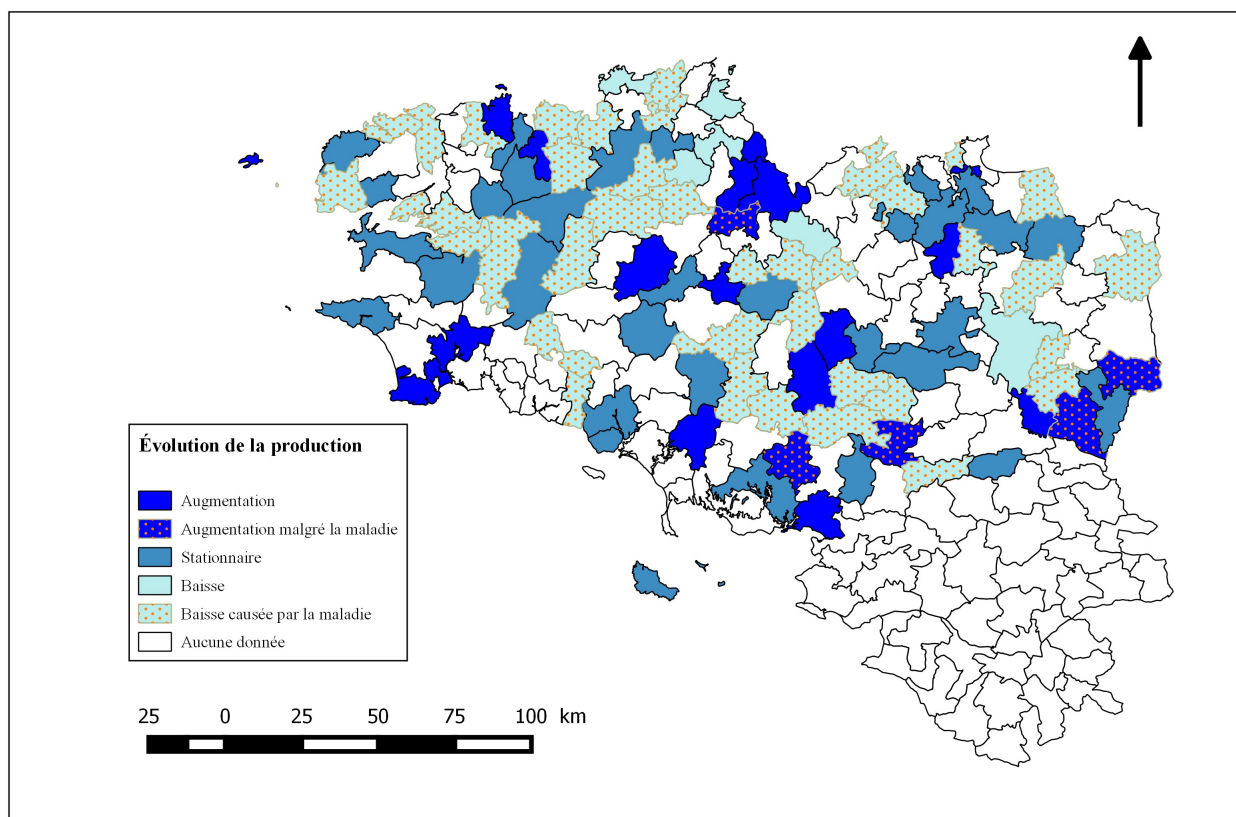 Évolution de la production
Augmentation
Augmentation malgré la maladie
Stationnaire
Baisse
Baisse causée par la maladie
Aucune donnée
25 0 25 50 75 100 km